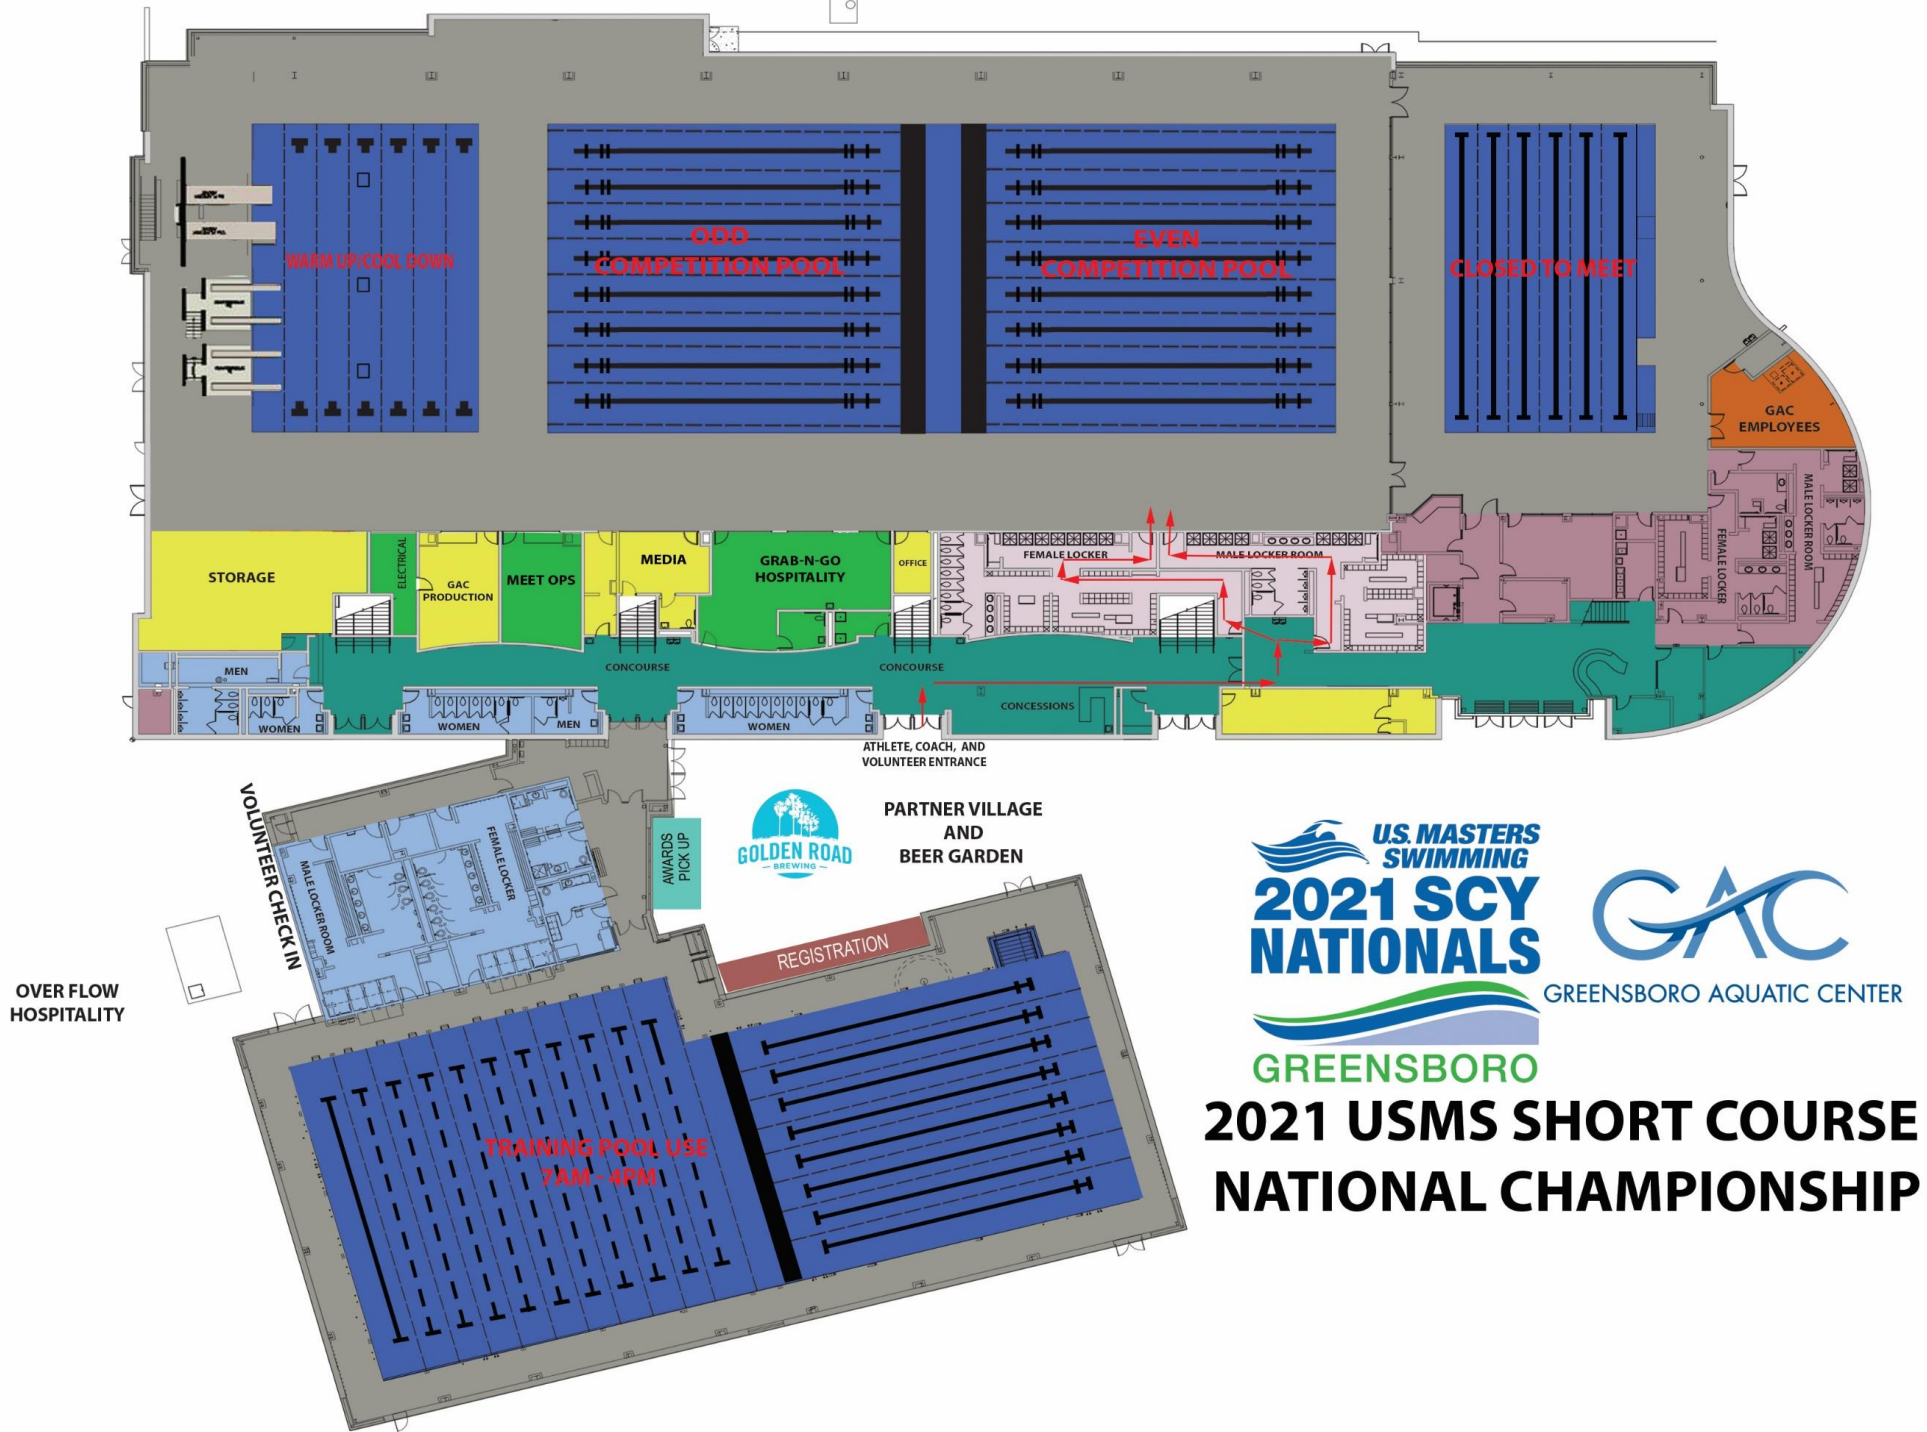 WARM UP/COOL DOWN
ODD
COMPETITION POOL
EVEN
COMPETITION POOL
CLOSED TO MEET
GAC
EMPLOYEES
STORAGE
ELECTRICAL
GAC
PRODUCTION
MEET OPS
MEDIA
GRAB-N-GO
HOSPITALITY
OFFICE
FEMALE LOCKER
MALE LOCKER ROOM
FEMALE LOCKER
MALE LOCKER ROOM
MEN
WOMEN
CONCOURSE
CONCOURSE
WOMEN
MEN
WOMEN
CONCESSIONS
ATHLETE, COACH, AND
VOLUNTEER ENTRANCE
VOLUNTEER CHECK IN
MALE LOCKER ROOM
FEMALE LOCKER
AWARDS
PICK UP
GOLDEN ROAD
BREWING
PARTNER VILLAGE
AND
BEER GARDEN
REGISTRATION
OVER FLOW
HOSPITALITY
TRAINING POOL USE
7AM - 4PM
U.S. MASTERS
SWIMMING
2021 SCY
NATIONALS
GREENSBORO
GAC
GREENSBORO AQUATIC CENTER
2021 USMS SHORT COURSE
NATIONAL CHAMPIONSHIP